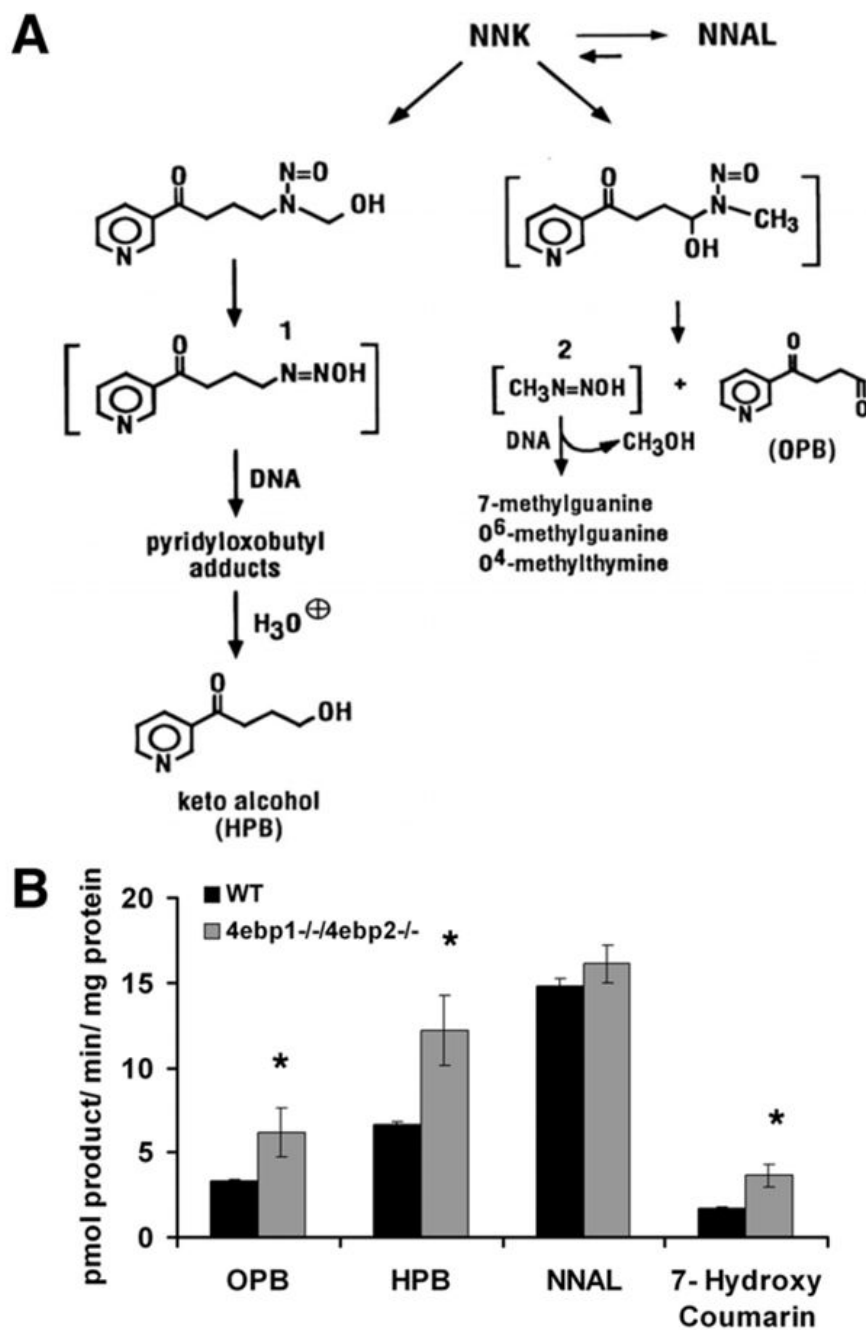 A
NNK
NNAL
O
N=O
N
OH
N
O
N=O
N
CH3
OH
N
1
O
N=NOH
N
2
[CH3N=NOH]
+
O
O
N
(OPB)
DNA
CH3OH
7-methylguanine
O6-methylguanine
O4-methylthymine
DNA
pyridyloxobutyl
adducts
H3O⊕
O
OH
N
keto alcohol
(HPB)
B
pmol product/ min/ mg protein
20
15
10
5
0
WT
4ebp1-/-/4ebp2-/-
*
*
*
OPB
HPB
NNAL
7- Hydroxy
Coumarin